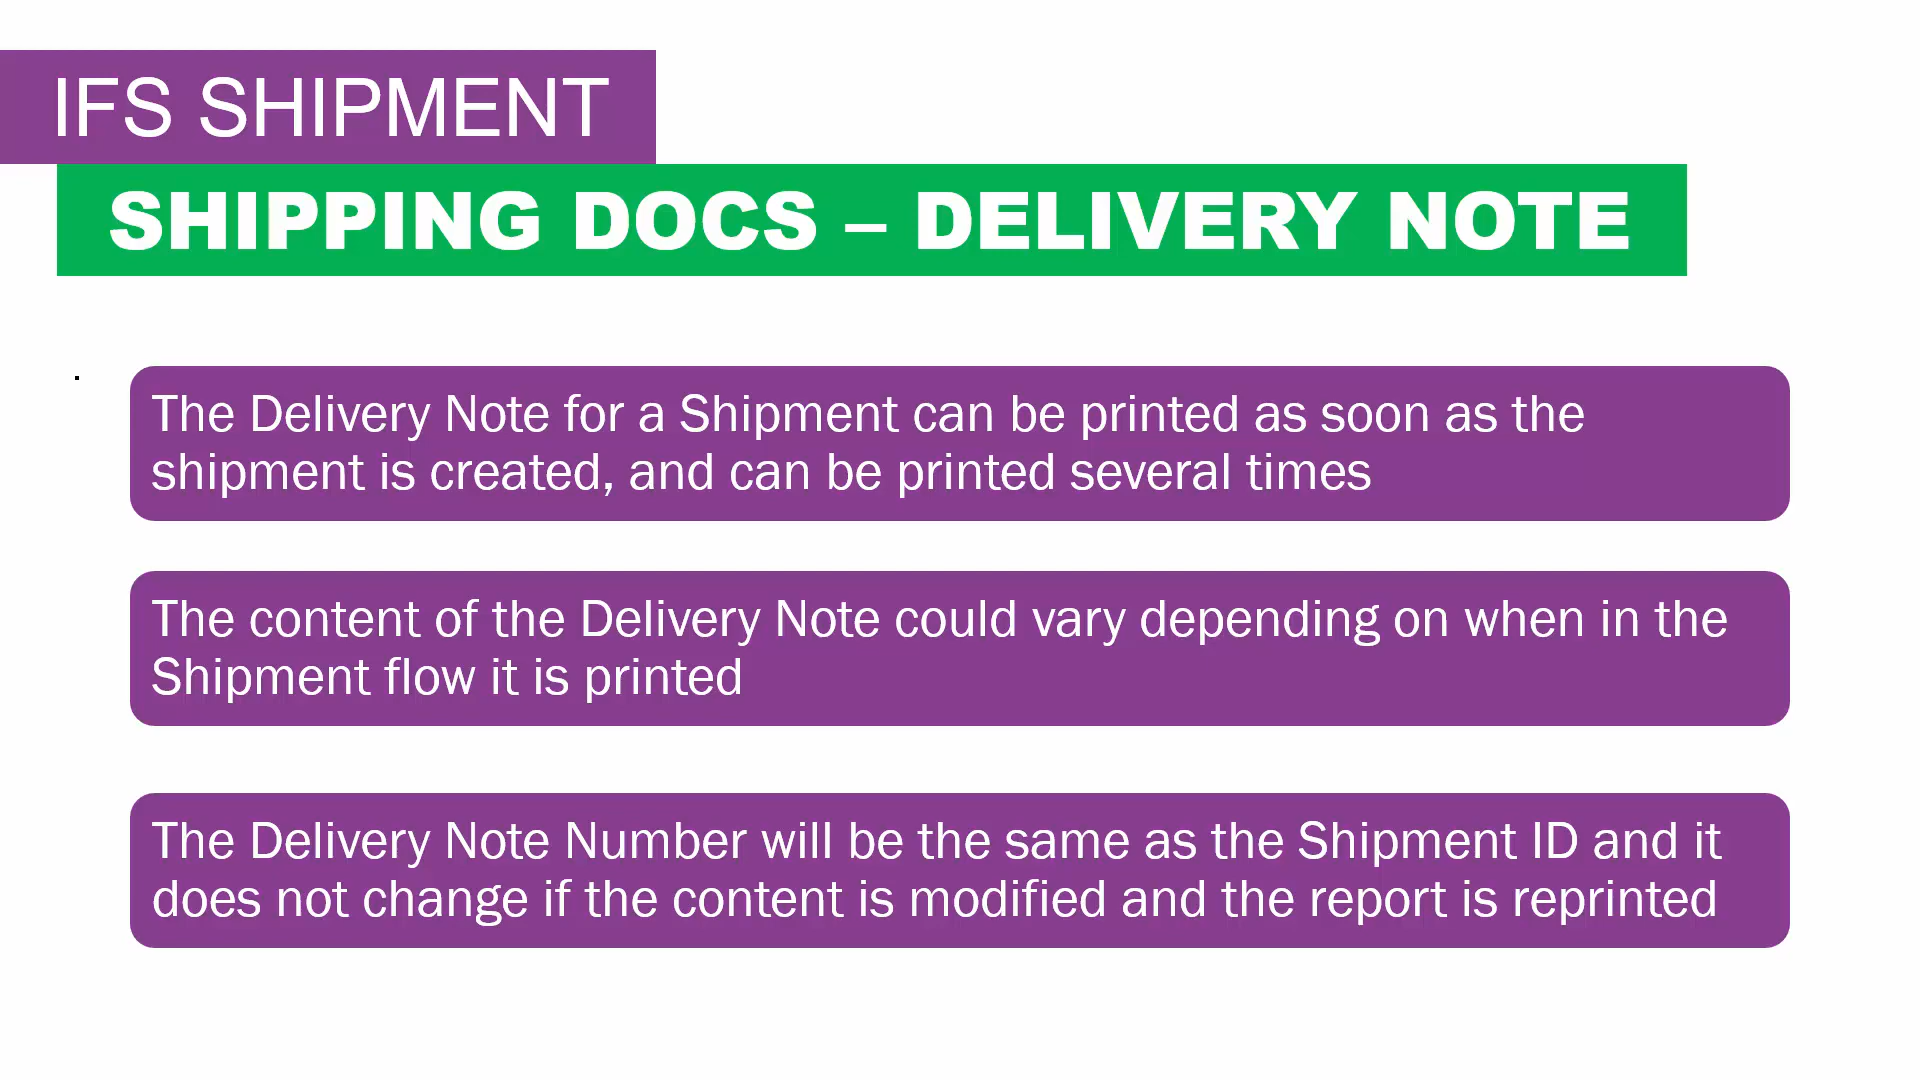 IFS SHIPMENT
SHIPPING DOCS – DELIVERY NOTE
The Delivery Note for a Shipment can be printed as soon as the
shipment is created, and can be printed several times
The content of the Delivery Note could vary depending on when in the
Shipment flow it is printed
The Delivery Note Number will be the same as the Shipment ID and it
does not change if the content is modified and the report is reprinted